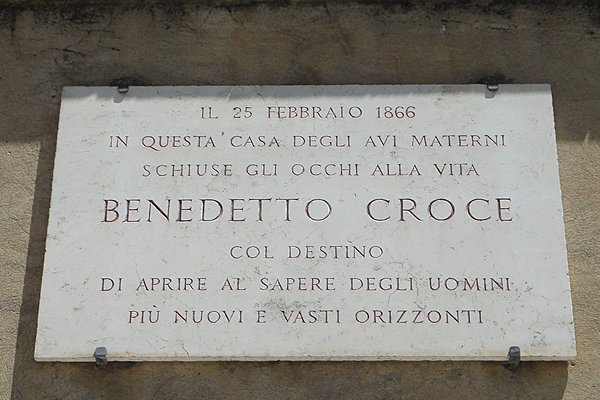 IL 25 FEBBRAIO 1866
IN QUESTA CASA DEGLI AVI MATERNI
SCHIUSE GLI OCCHI ALLA VITA
BENEDETTO CROCE
COL DESTINO
DI APRIRE AL SAPERE DEGLI UOMINI
PIÙ NUOVI E VASTI ORIZZONTI